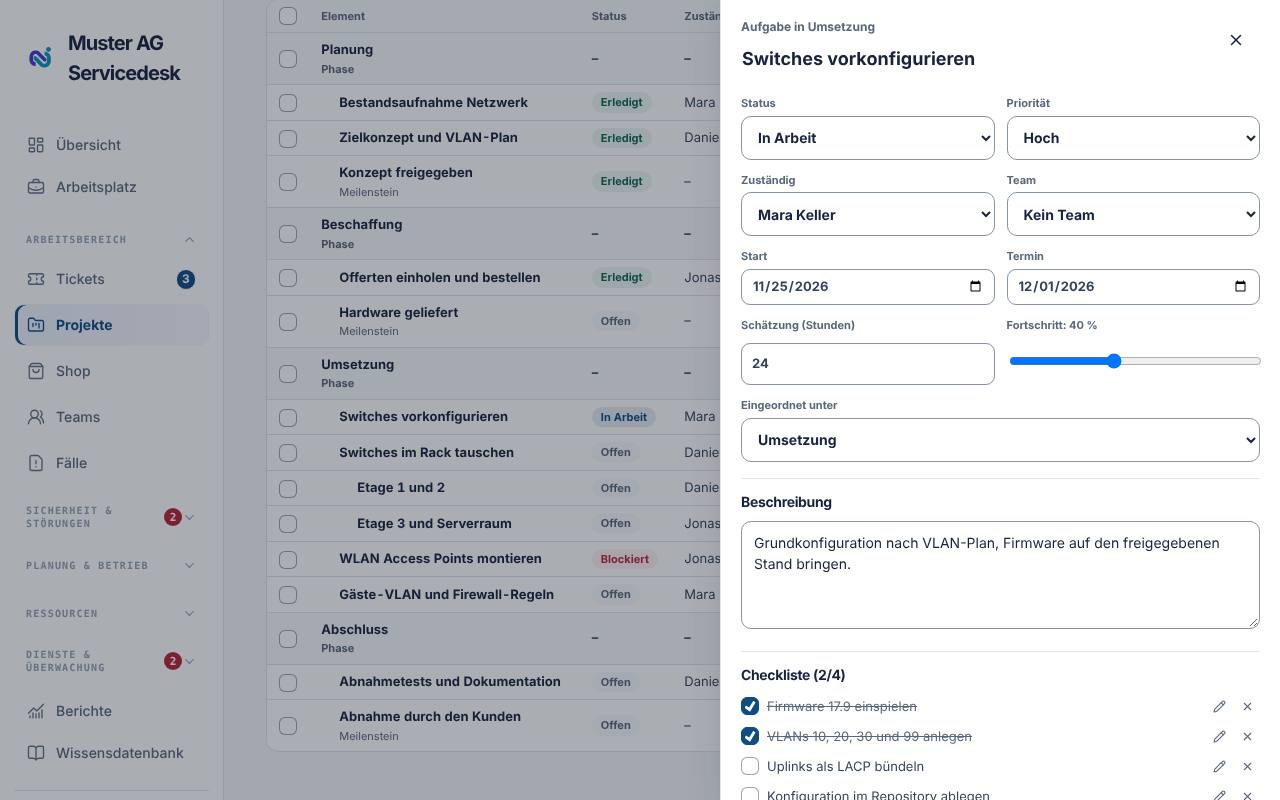 Muster AG
Servicedesk
Übersicht
Arbeitsplatz
ARBEITSBEREICH
Tickets 3
Projekte
Shop
Teams
Fälle
SICHERHEIT &
STÖRUNGEN 2
PLANUNG & BETRIEB
RESSOURCEN
DIENSTE &
ÜBERWACHUNG 2
Berichte
Wissensdatenbank
Element Status
Planung – –
Phase
Bestandsaufnahme Netzwerk Erledigt Mara
Zielkonzept und VLAN-Plan Erledigt
Konzept freigegeben Erledigt –
Meilenstein
Beschaffung – –
Phase
Offerten einholen und bestellen Erledigt Jonas
Hardware geliefert Offen –
Meilenstein
Umsetzung – –
Phase
Switches vorkonfigurieren In Arbeit Mara
Switches im Rack tauschen Offen
Etage 1 und 2 Offen
Etage 3 und Serverraum Offen Jonas
WLAN Access Points montieren Blockiert Jonas
Gäste-VLAN und Firewall-Regeln Offen Mara
Abschluss – –
Phase
Abnahmetests und Dokumentation Offen
Abnahme durch den Kunden Offen –
Meilenstein
Aufgabe in Umsetzung
Switches vorkonfigurieren
Status Priorität
In Arbeit Hoch
Zuständig Team
Mara Keller Kein Team
Start Termin
11/25/2026 12/01/2026
Schätzung (Stunden) Fortschritt: 40 %
24
Eingeordnet unter
Umsetzung
Beschreibung
Grundkonfiguration nach VLAN-Plan, Firmware auf den freigegebenen
Stand bringen.
Checkliste (2/4)
Firmware 17.9 einspielen
VLANs 10, 20, 30 und 99 anlegen
Uplinks als LACP bündeln
Konfiguration im Repository ablegen